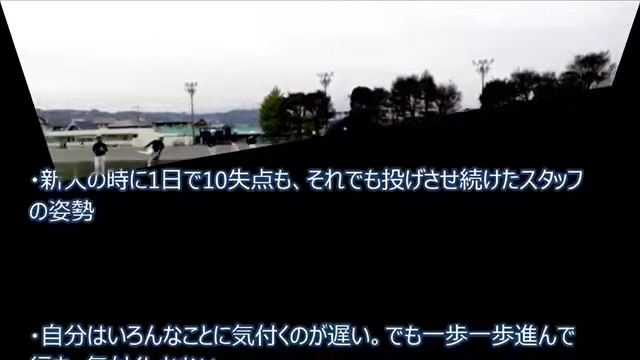 ・新人の時に1日で10失点も、それでも投げさせ続けたスタッフ
の姿勢
・自分はいろんなことに気付くのが遅い。でも一歩一歩進んで